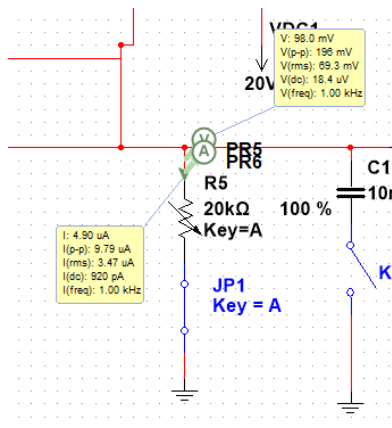 VDC1
V: 98.0 mV
V(p-p): 196 mV
V(rms): 69.3 mV
V(dc): 18.4 uV
V(freq): 1.00 kHz
20V
PR5
PR6
R5
20kΩ
100 %
Key=A
C1
10n
I: 4.90 uA
I(p-p): 9.79 uA
I(rms): 3.47 uA
I(dc): 920 pA
I(freq): 1.00 kHz
V
A
JP1
Key = A
K